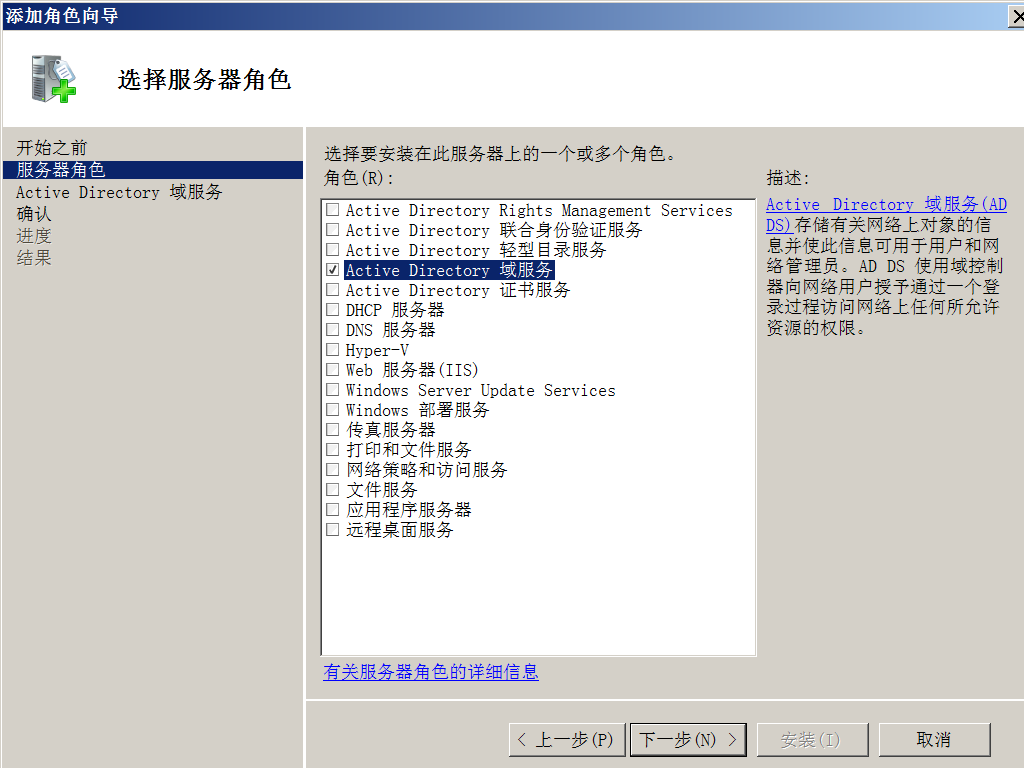 添加角色向导
选择服务器角色
开始之前
服务器角色
Active Directory 域服务
确认
进度
结果
选择要安装在此服务器上的一个或多个角色。
角色(R):
Active Directory Rights Management Services
Active Directory 联合身份验证服务
Active Directory 轻型目录服务
Active Directory 域服务
Active Directory 证书服务
DHCP 服务器
DNS 服务器
Hyper-V
Web 服务器(IIS)
Windows Server Update Services
Windows 部署服务
传真服务器
打印和文件服务
网络策略和访问服务
文件服务
应用程序服务器
远程桌面服务
有关服务器角色的详细信息
描述:
Active Directory 域服务(AD
DS)存储有关网络上对象的信
息并使此信息可用于用户和网
络管理员。AD DS 使用域控制
器向网络用户授予通过一个登
录过程访问网络上任何所允许
资源的权限。
< 上一步(P)
下一步(N) >
安装(I)
取消